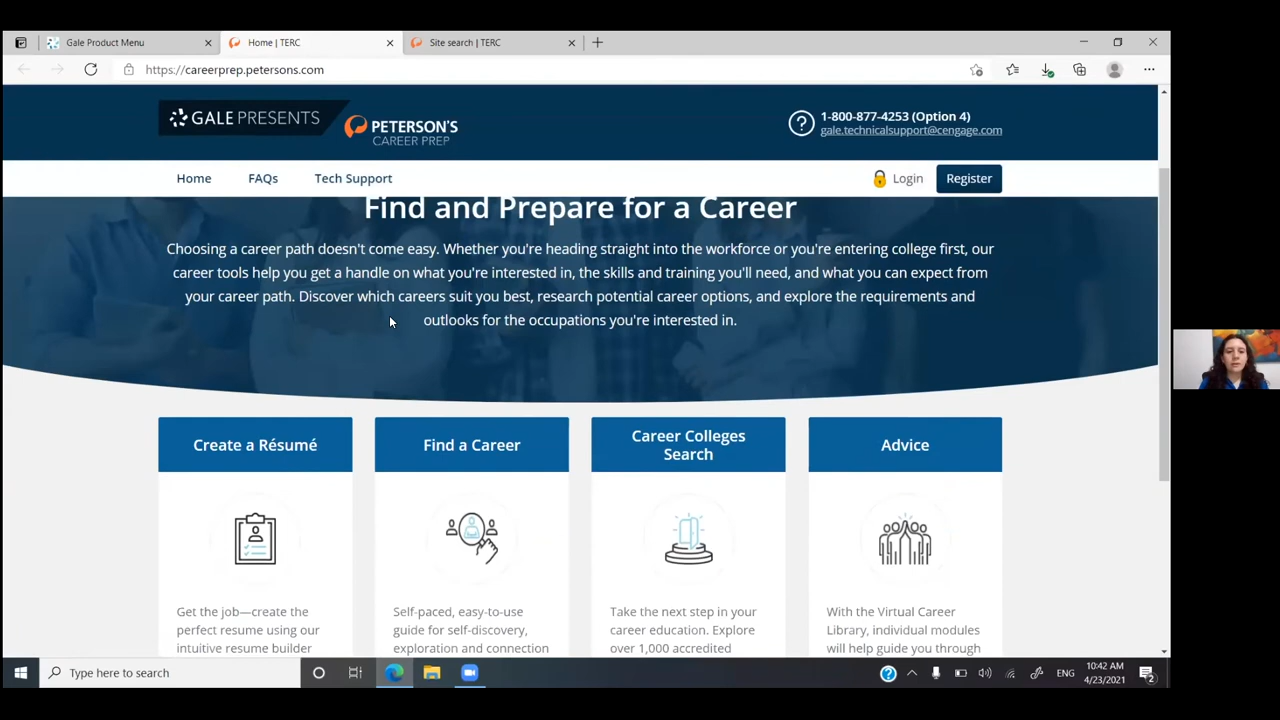 Gale Product Menu
Home | TERC
Site search | TERC
https://careerprep.petersons.com
GALE PRESENTS
PETERSON'S
CAREER PREP
1-800-877-4253 (Option 4)
gale.technicalsupport@cengage.com
Home
FAQs
Tech Support
Login
Register
Find and Prepare for a Career
Choosing a career path doesn't come easy. Whether you're heading straight into the workforce or you're entering college first, our
career tools help you get a handle on what you're interested in, the skills and training you'll need, and what you can expect from
your career path. Discover which careers suit you best, research potential career options, and explore the requirements and
outlooks for the occupations you're interested in.
Create a Résumé
Get the job—create the
perfect resume using our
intuitive resume builder
Find a Career
Self-paced, easy-to-use
guide for self-discovery,
exploration and connection
Career Colleges
Search
Take the next step in your
career education. Explore
over 1,000 accredited
Advice
With the Virtual Career
Library, individual modules
will help guide you through
Type here to search
ENG
10:42 AM
4/23/2021
2